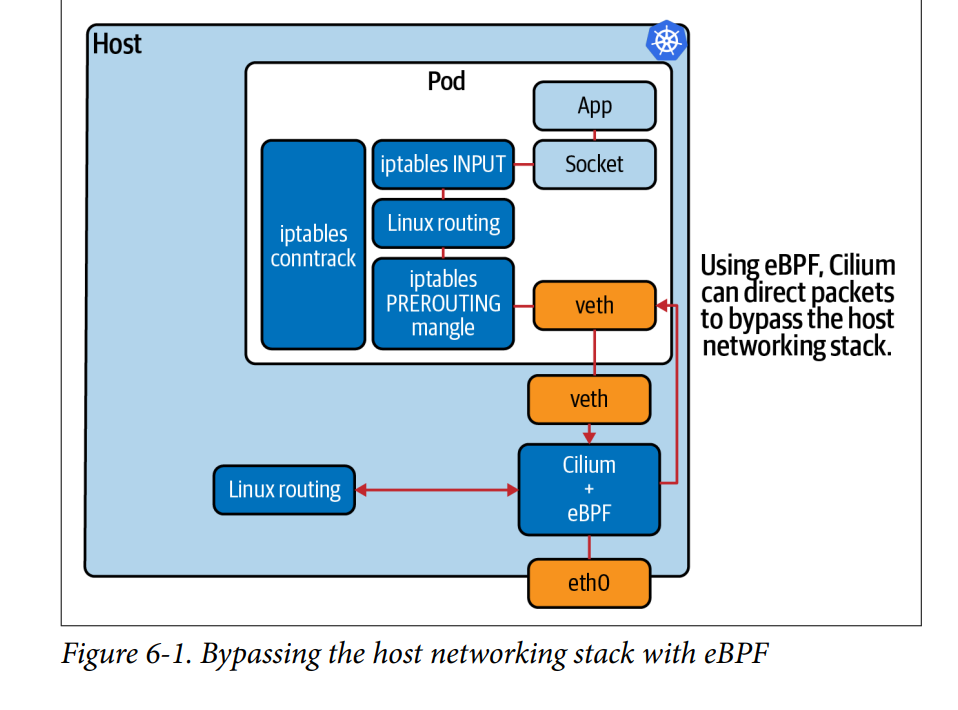 Host
Pod
App
iptables INPUT
Socket
iptables
conntrack
Linux routing
iptables
PREROUTING
mangle
veth
Using eBPF, Cilium
can direct packets
to bypass the host
networking stack.
veth
Linux routing
Cilium
+
eBPF
eth0
Figure 6-1. Bypassing the host networking stack with eBPF